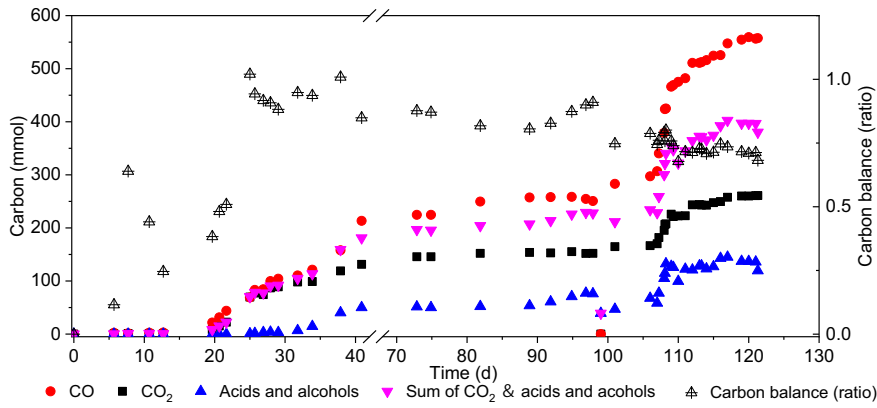 600
500
400
300
200
100
0
Carbon (mmol)
1.0
0.5
0.0
Carbon balance (ratio)
0 10 20 30 40 70 80 90 100 110 120 130
Time (d)
CO CO₂ Acids and alcohols Sum of CO₂ & acids and acohols Carbon balance (ratio)